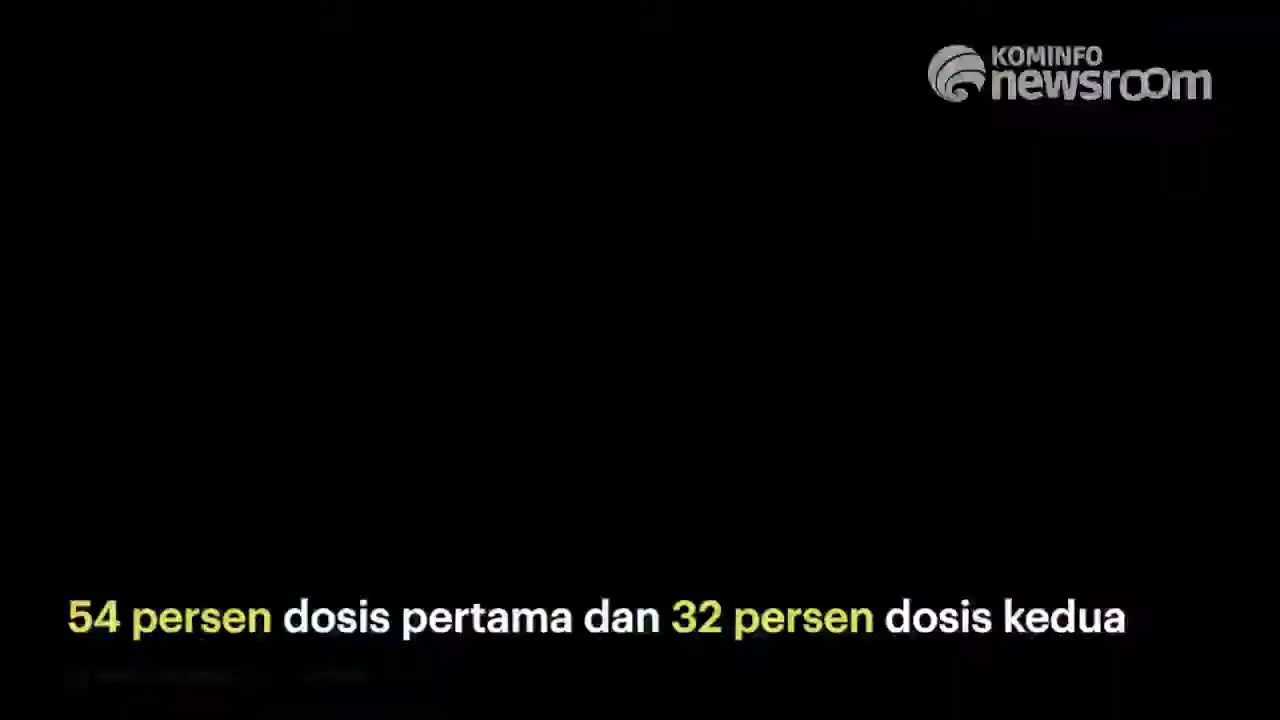 KOMINFO
newsroom
54 persen dosis pertama dan 32 persen dosis kedua